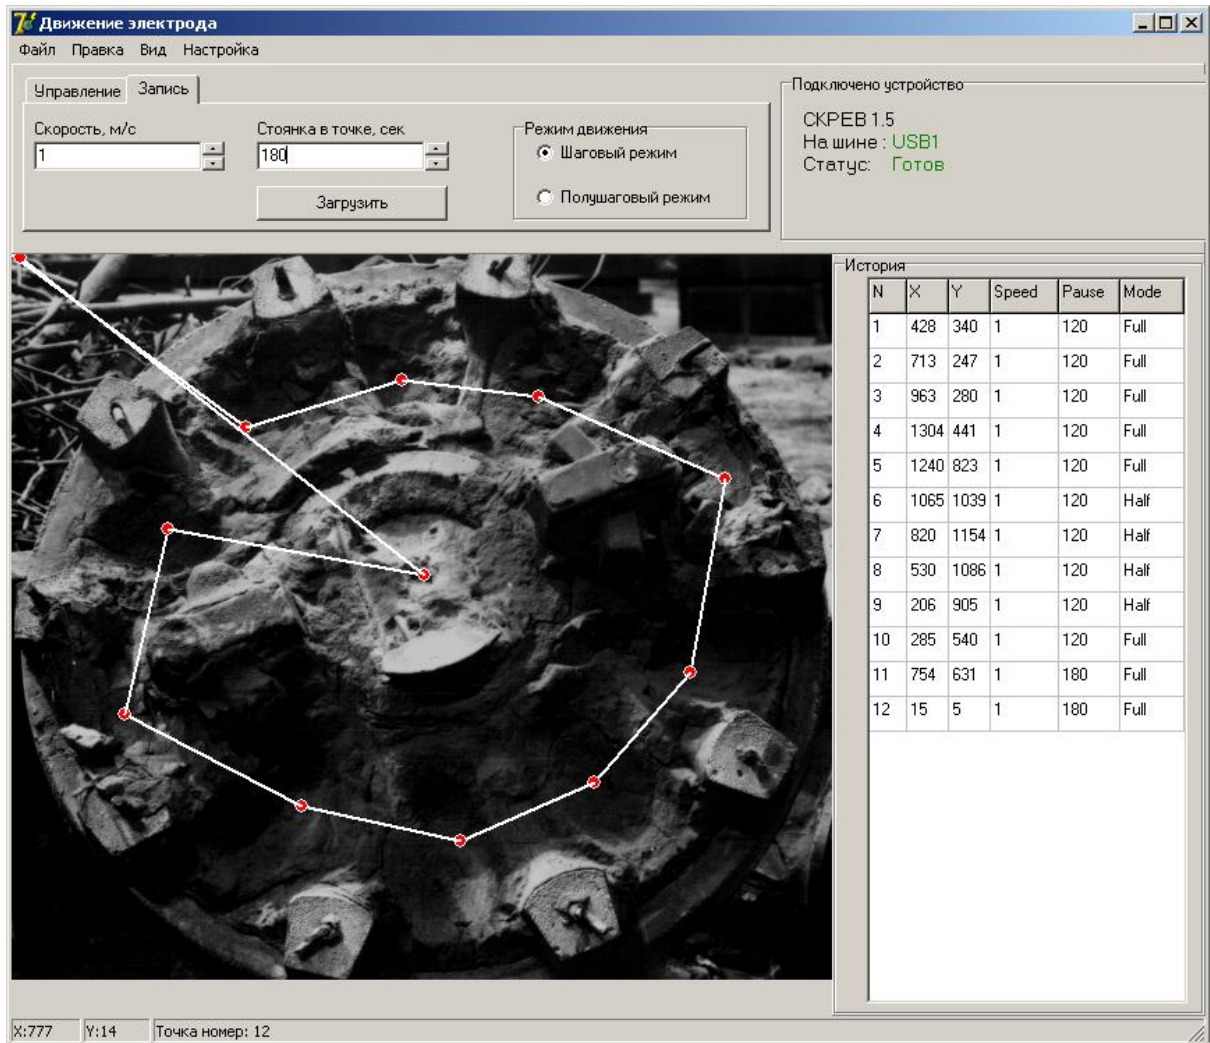 Движение электрода
Файл Правка Вид Настройка
Управление Запись
Скорость, м/с
1
Стоянка в точке, сек
180
Загрузить
Режим движения
Шаговый режим
Полушаговый режим
Подключено устройство
СКРЕВ 1.5
На шине : USB1
Статус: Готов
История
N X Y Speed Pause Mode
1 428 340 1 120 Full
2 713 247 1 120 Full
3 963 280 1 120 Full
4 1304 441 1 120 Full
5 1240 823 1 120 Full
6 1065 1039 1 120 Half
7 820 1154 1 120 Half
8 530 1086 1 120 Half
9 206 905 1 120 Half
10 285 540 1 120 Full
11 754 631 1 180 Full
12 15 5 1 180 Full
X:777 Y:14 Точка номер: 12